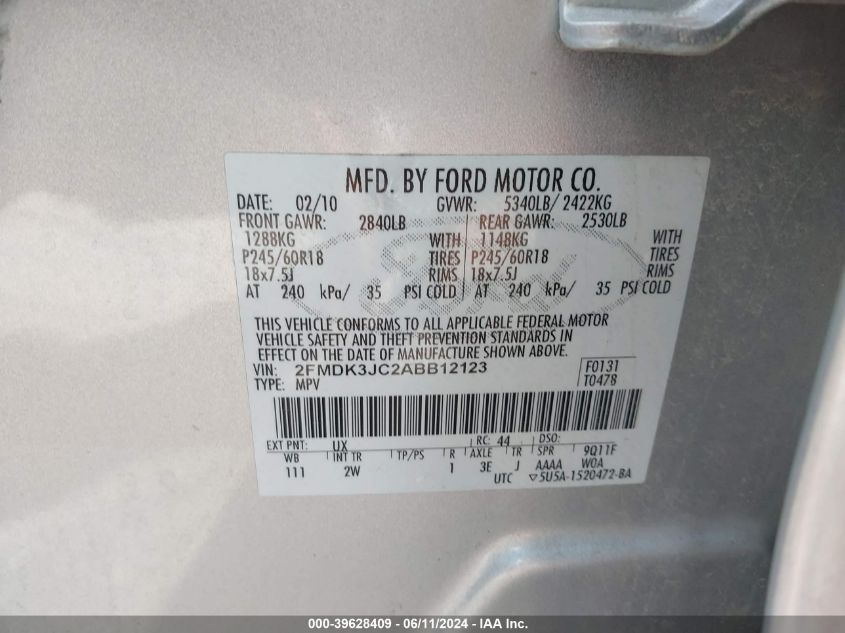 MFD. BY FORD MOTOR CO.
DATE: 02/10 GVWR: 5340LB/ 2422KG
FRONT GAWR: 2840LB REAR GAWR: 2530LB
1288KG WITH 1148KG WITH
P245/60R18 TIRES P245/60R18 TIRES
18x7.5J RIMS 18x7.5J RIMS
AT 240 kPa/ 35 PSI COLD AT 240 kPa/ 35 PSI COLD
THIS VEHICLE CONFORMS TO ALL APPLICABLE FEDERAL MOTOR
VEHICLE SAFETY AND THEFT PREVENTION STANDARDS IN
EFFECT ON THE DATE OF MANUFACTURE SHOWN ABOVE.
VIN: 2FMDK3JC2ABB12123 F0131
TYPE: MPV T0478
EXT PNT: UX RC: 44 DSO:
WB INT TR TP/PS R AXLE TR SPR 9Q11F
111 2W 1 3E J AAAA W0A
UTC ▽5U5A-1520472-BA
000-39628409 - 06/11/2024 - IAA Inc.